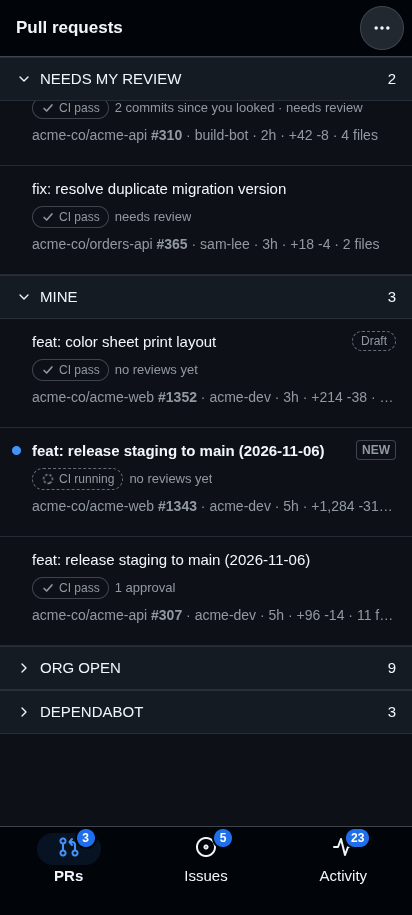 Pull requests
NEEDS MY REVIEW 2
CI pass 2 commits since you looked · needs review
acme-co/acme-api #310 · build-bot · 2h · +42 -8 · 4 files
fix: resolve duplicate migration version
CI pass needs review
acme-co/orders-api #365 · sam-lee · 3h · +18 -4 · 2 files
MINE 3
feat: color sheet print layout Draft
CI pass no reviews yet
acme-co/acme-web #1352 · acme-dev · 3h · +214 -38 · …
feat: release staging to main (2026-11-06) NEW
CI running no reviews yet
acme-co/acme-web #1343 · acme-dev · 5h · +1,284 -31…
feat: release staging to main (2026-11-06)
CI pass 1 approval
acme-co/acme-api #307 · acme-dev · 5h · +96 -14 · 11 f…
ORG OPEN 9
DEPENDABOT 3
3 5 23
PRs Issues Activity